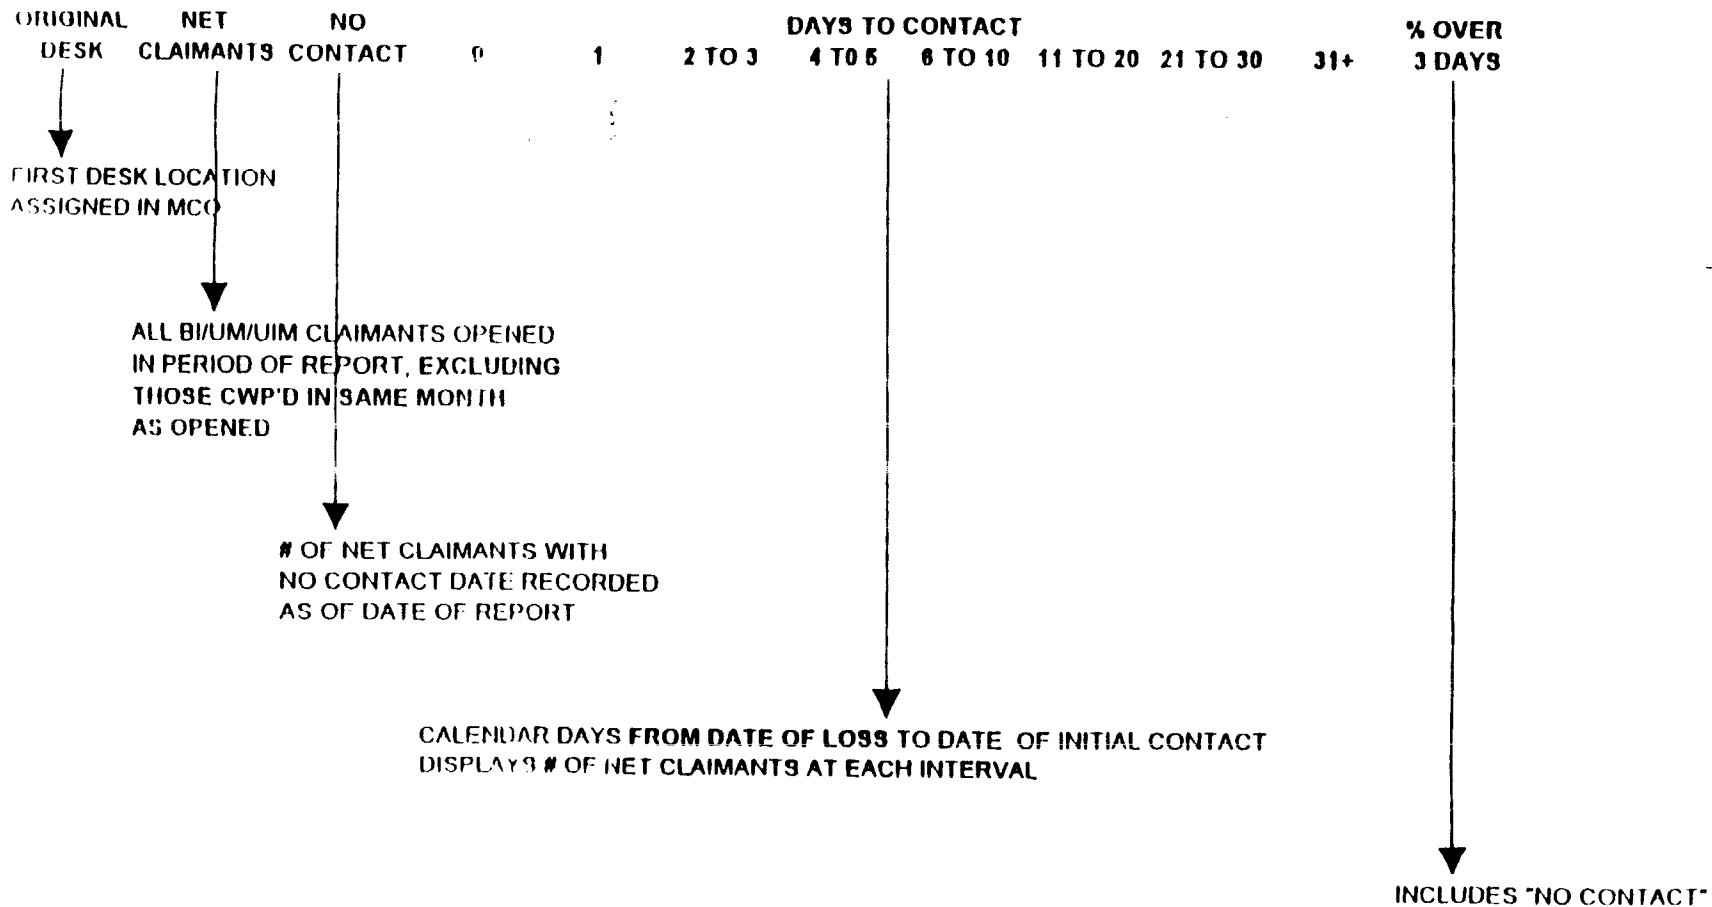 ORIGINAL NET NO DAYS TO CONTACT % OVER
DESK CLAIMANTS CONTACT 0 1 2 TO 3 4 TO 5 6 TO 10 11 TO 20 21 TO 30 31+ 3 DAYS
FIRST DESK LOCATION
ASSIGNED IN MCO
ALL BI/UM/UIM CLAIMANTS OPENED
IN PERIOD OF REPORT, EXCLUDING
THOSE CWP'D IN SAME MONTH
AS OPENED
# OF NET CLAIMANTS WITH
NO CONTACT DATE RECORDED
AS OF DATE OF REPORT
CALENDAR DAYS FROM DATE OF LOSS TO DATE OF INITIAL CONTACT
DISPLAYS # OF NET CLAIMANTS AT EACH INTERVAL
INCLUDES "NO CONTACT"